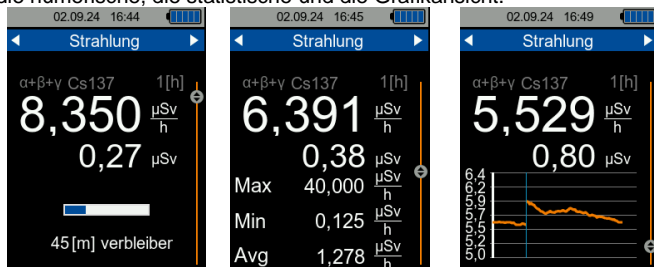 die numerische, die statistische und die Grafikansicht.
02.09.24 16:44
Strahlung
α+β+γ Cs137 1[h]
8,350 µSv/h
0,27 µSv
45[m] verbleiber
02.09.24 16:45
Strahlung
α+β+γ Cs137 1[h]
6,391 µSv/h
0,38 µSv
Max 40,000 µSv/h
Min 0,125 µSv/h
Avg 1,278 µSv/h
02.09.24 16:49
Strahlung
α+β+γ Cs137 1[h]
5,529 µSv/h
0,80 µSv
6,4
6,2
5,9
5,7
5,5
5,2
5,0